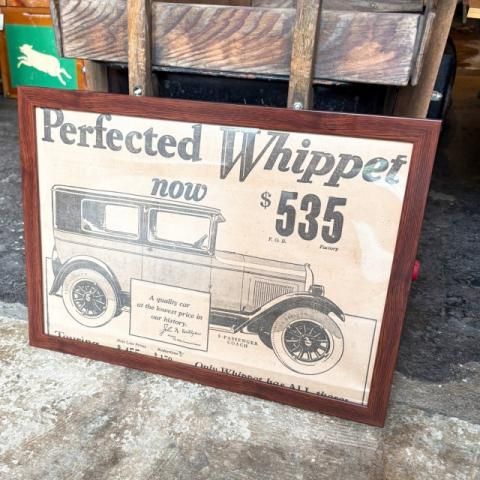 Perfected Whippet
now $535
F. O. B. Factory
A quality car
at the lowest price in
our history.
5-PASSENGER
COACH
Touring
Only Whippet has ALL these